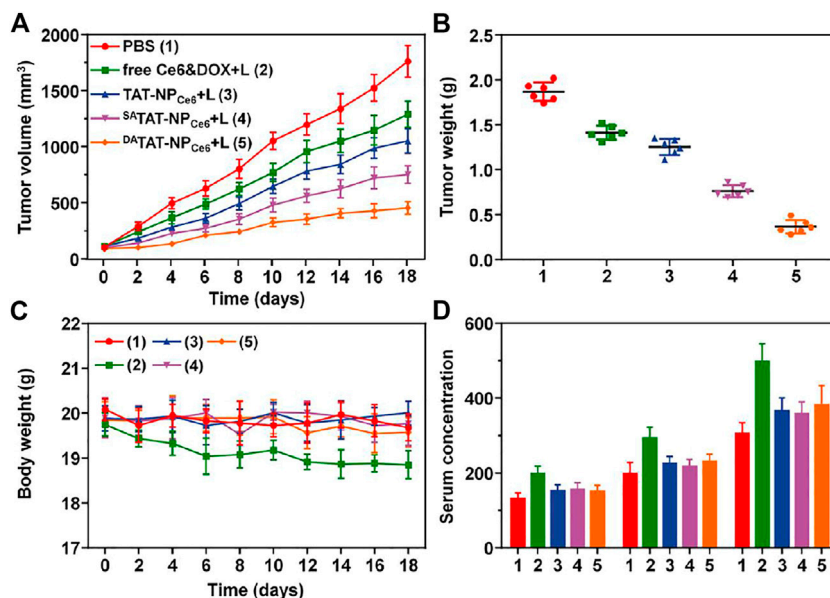 A
Tumor volume (mm³)
2000
1500
1000
500
0
PBS (1)
free Ce6&DOX+L (2)
TAT-NPCe6+L (3)
SATAT-NPCe6+L (4)
DATAT-NPCe6+L (5)
0 2 4 6 8 10 12 14 16 18
Time (days)
B
Tumor weight (g)
2.5
2.0
1.5
1.0
0.5
0.0
1 2 3 4 5
C
Body weight (g)
22
21
20
19
18
17
(1) (3) (5)
(2) (4)
0 2 4 6 8 10 12 14 16 18
Time (days)
D
Serum concentration
600
400
200
0
1 2 3 4 5 1 2 3 4 5 1 2 3 4 5